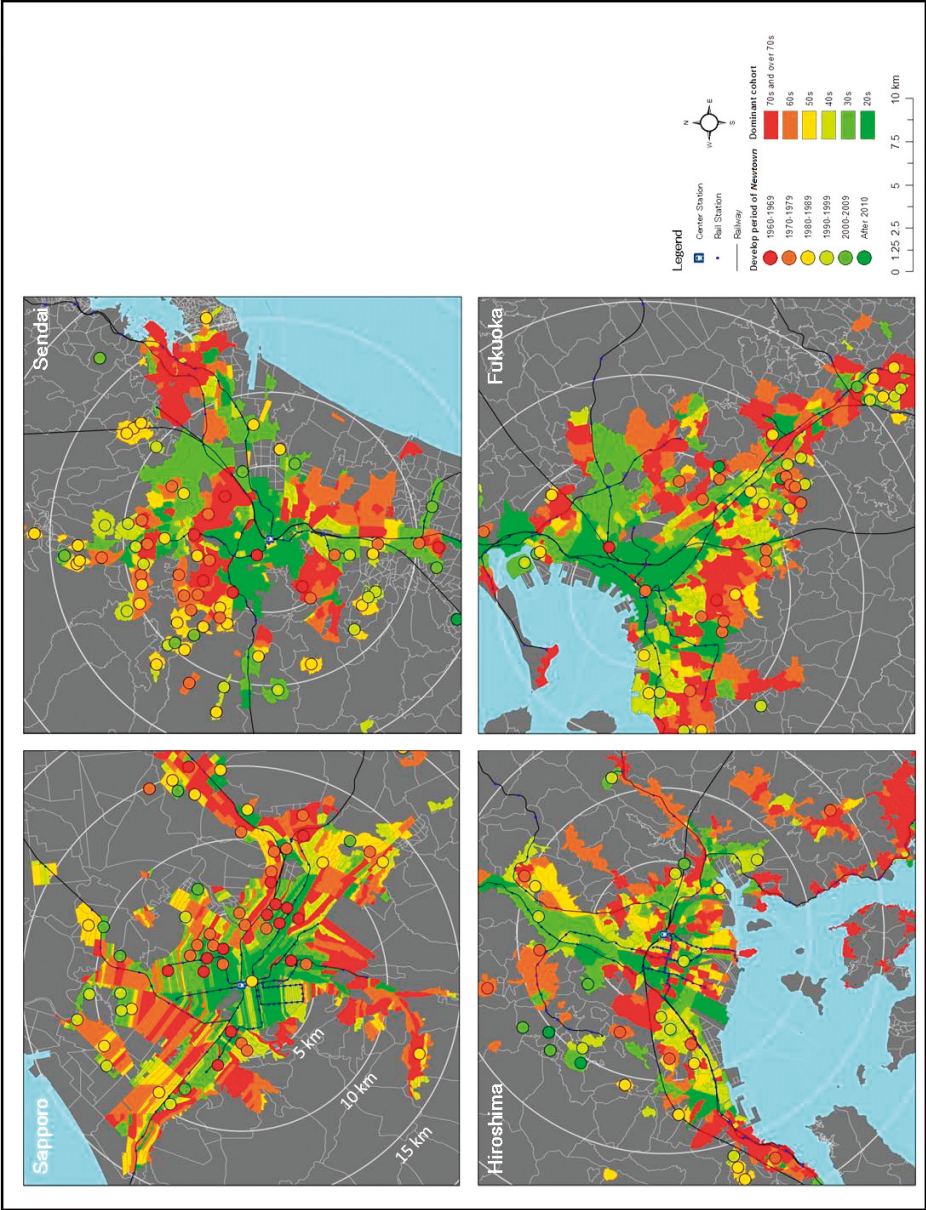 Sapporo
5 km
10 km
15 km
Sendai
Hiroshima
Fukuoka
Legend
Center Station
Rail Station
Railway
Develop period of Newtown
1960-1969
1970-1979
1980-1989
1990-1999
2000-2009
After 2010
Dominant cohort
70s and over 70s
60s
50s
40s
30s
20s
N
W
E
S
0 1.25 2.5 5 7.5 10 km